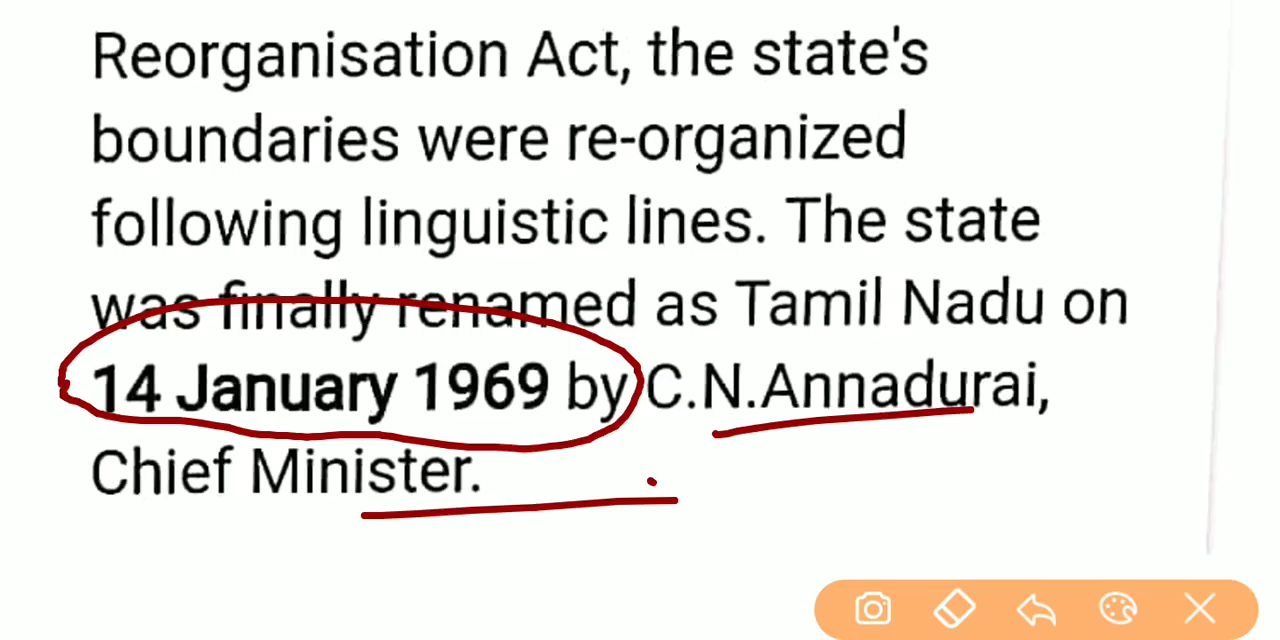 Reorganisation Act, the state's
boundaries were re-organized
following linguistic lines. The state
was finally renamed as Tamil Nadu on
14 January 1969 by C.N.Annadurai,
Chief Minister.